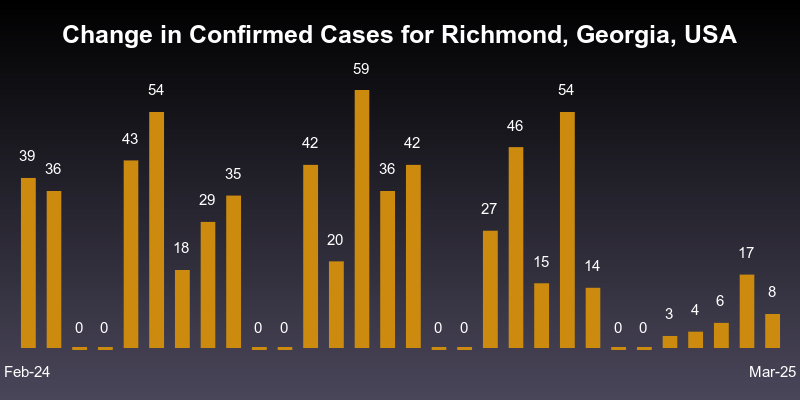 Change in Confirmed Cases for Richmond, Georgia, USA
39 36 0 0 43 54 18 29 35 0 0 42 20 59 36 42 0 0 27 46 15 54 14 0 0 3 4 6 17 8
Feb-24 Mar-25